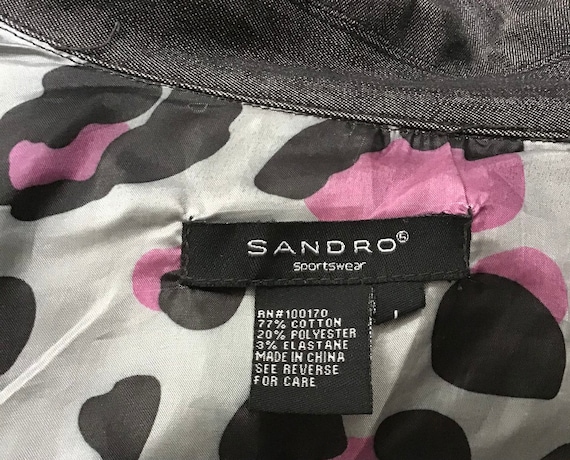 SANDRO®
Sportswear
L
RN#100170
77% COTTON
20% POLYESTER
3% ELASTANE
MADE IN CHINA
SEE REVERSE
FOR CARE